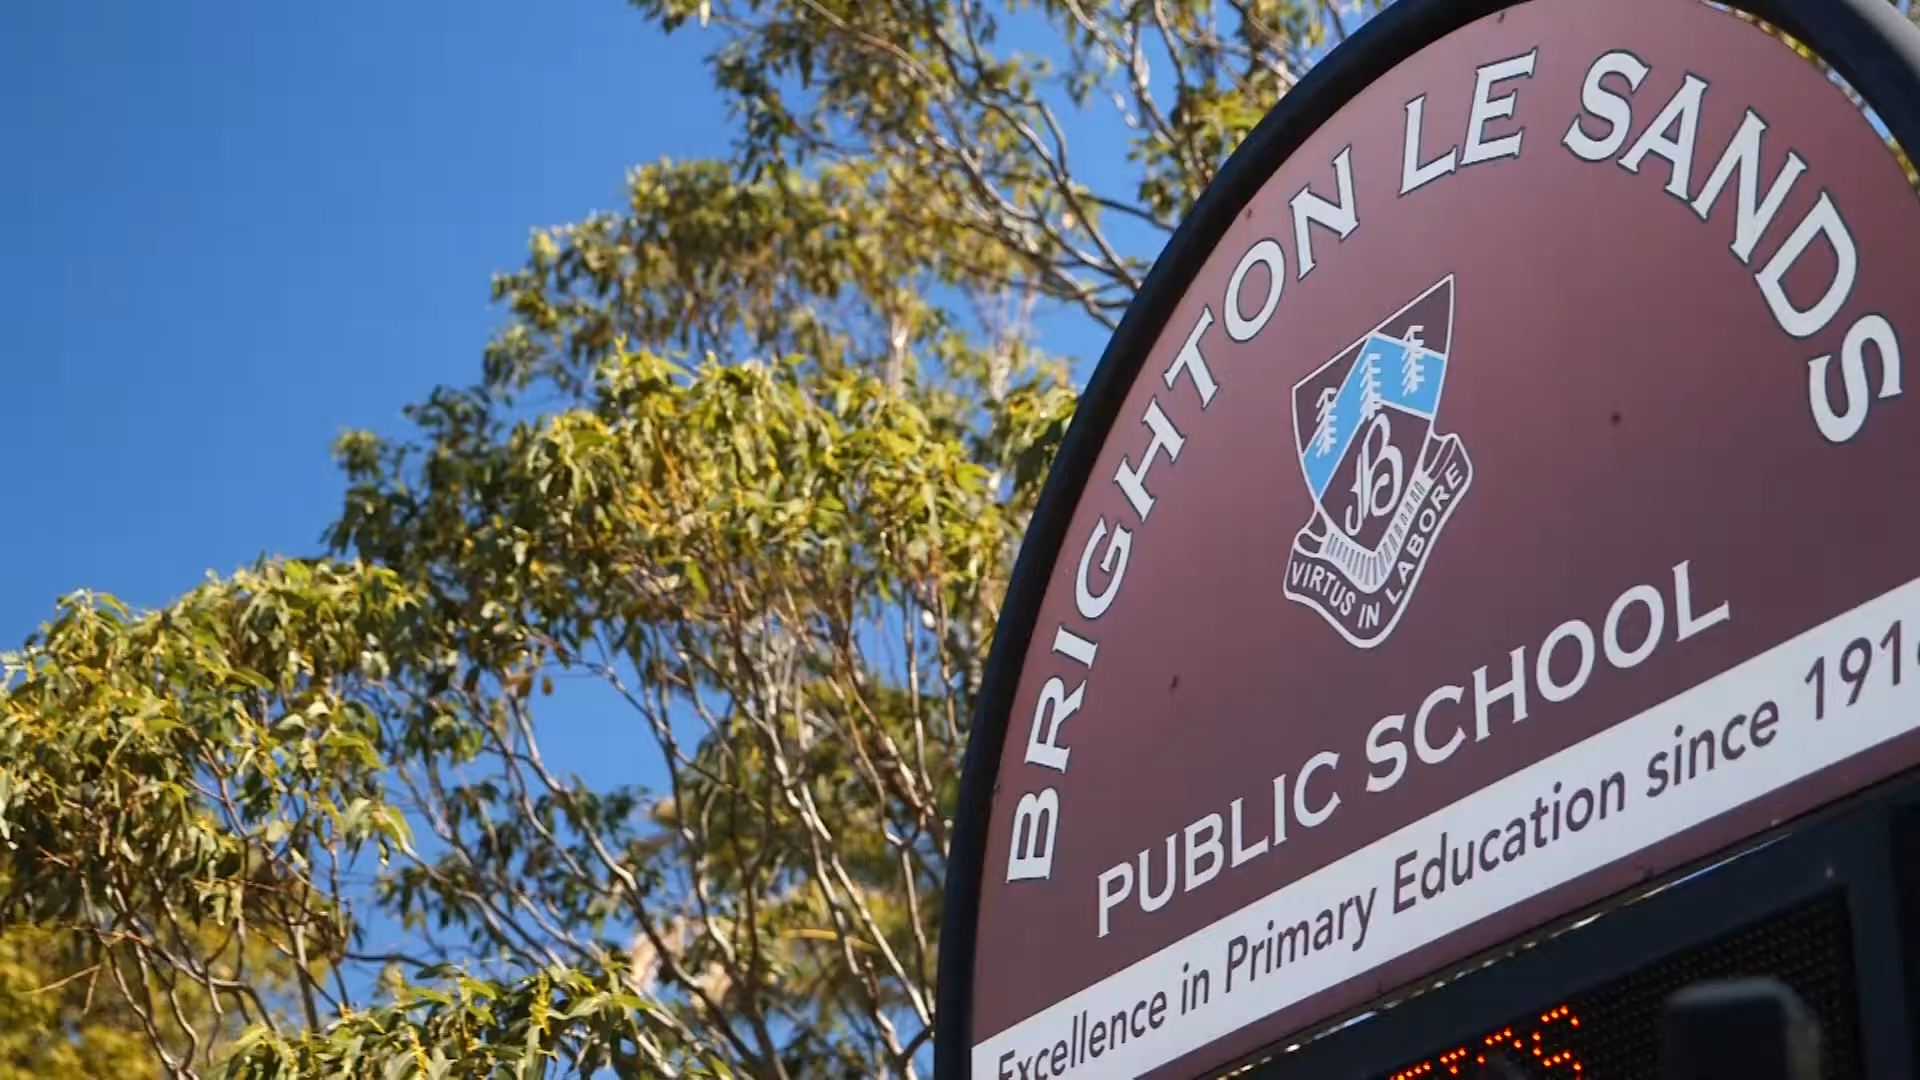 BRIGHTON LE SANDS
VIRTUS IN LABORE
PUBLIC SCHOOL
Excellence in Primary Education since